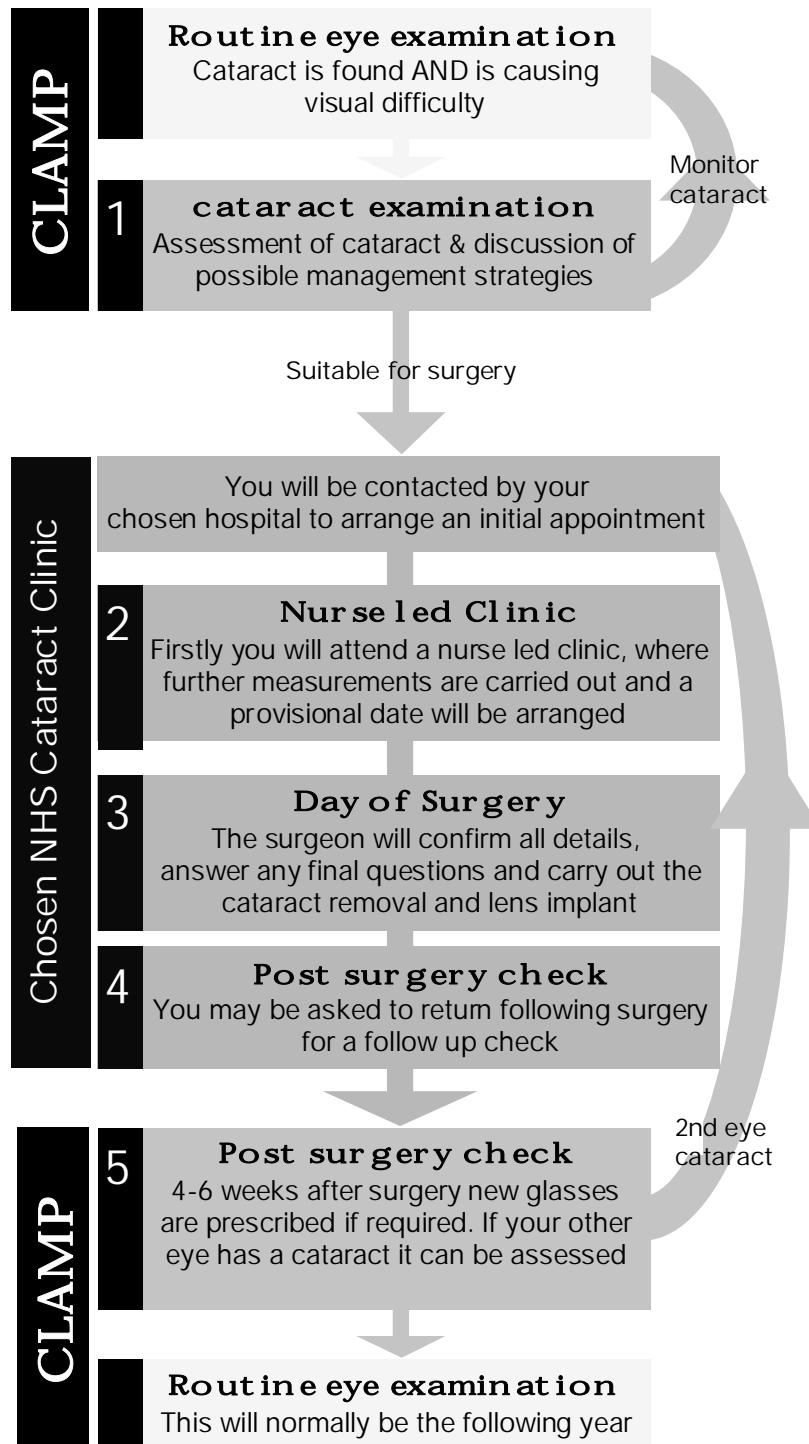 CLAMP
Routine eye examination
Cataract is found AND is causing
visual difficulty
Monitor
cataract
1
cataract examination
Assessment of cataract & discussion of
possible management strategies
Suitable for surgery
Chosen NHS Cataract Clinic
You will be contacted by your
chosen hospital to arrange an initial appointment
2
Nurse led Clinic
Firstly you will attend a nurse led clinic, where
further measurements are carried out and a
provisional date will be arranged
3
Day of Surgery
The surgeon will confirm all details,
answer any final questions and carry out the
cataract removal and lens implant
4
Post surgery check
You may be asked to return following surgery
for a follow up check
2nd eye
cataract
CLAMP
5
Post surgery check
4-6 weeks after surgery new glasses
are prescribed if required. If your other
eye has a cataract it can be assessed
Routine eye examination
This will normally be the following year